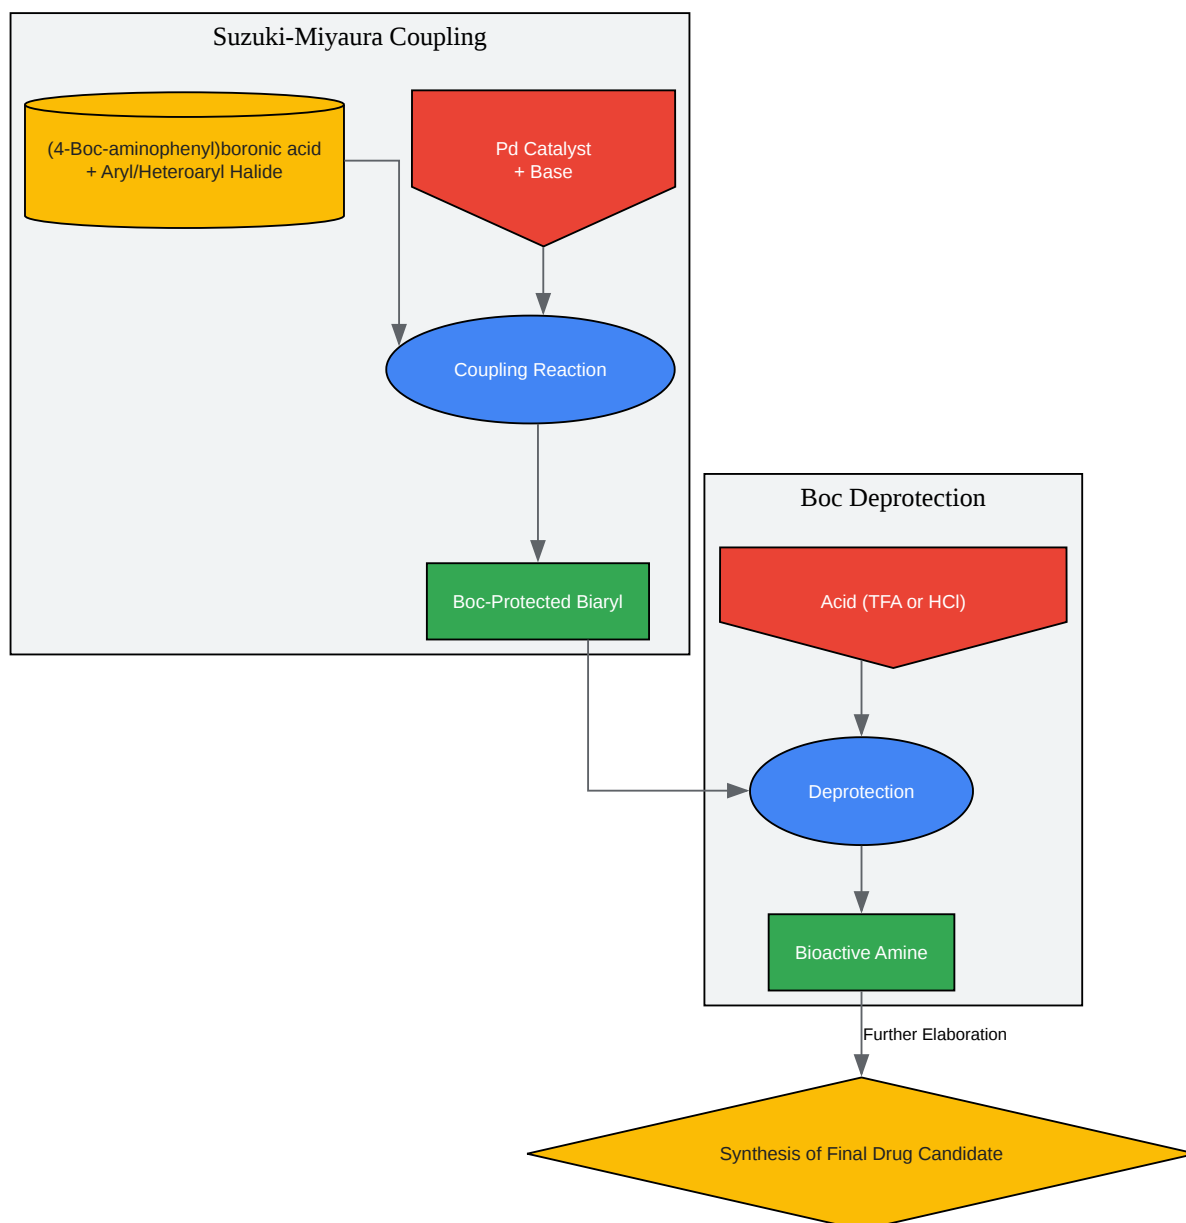 Suzuki-Miyaura Coupling
(4-Boc-aminophenyl)boronic acid
+ Aryl/Heteroaryl Halide
Pd Catalyst
+ Base
Coupling Reaction
Boc-Protected Biaryl
Boc Deprotection
Acid (TFA or HCl)
Deprotection
Bioactive Amine
Further Elaboration
Synthesis of Final Drug Candidate